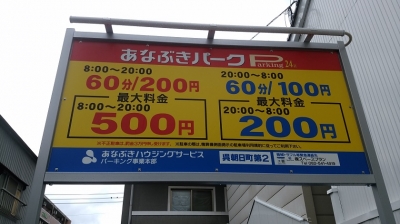 あなぶきパーク Parking 24h
8:00～20:00 20:00～8:00
60分/200円 60分/100円
最大料金 最大料金
8:00～20:00 20:00～8:00
500円 200円
あなぶきハウジングサービス
パーキング事業本部
呉朝日町第2